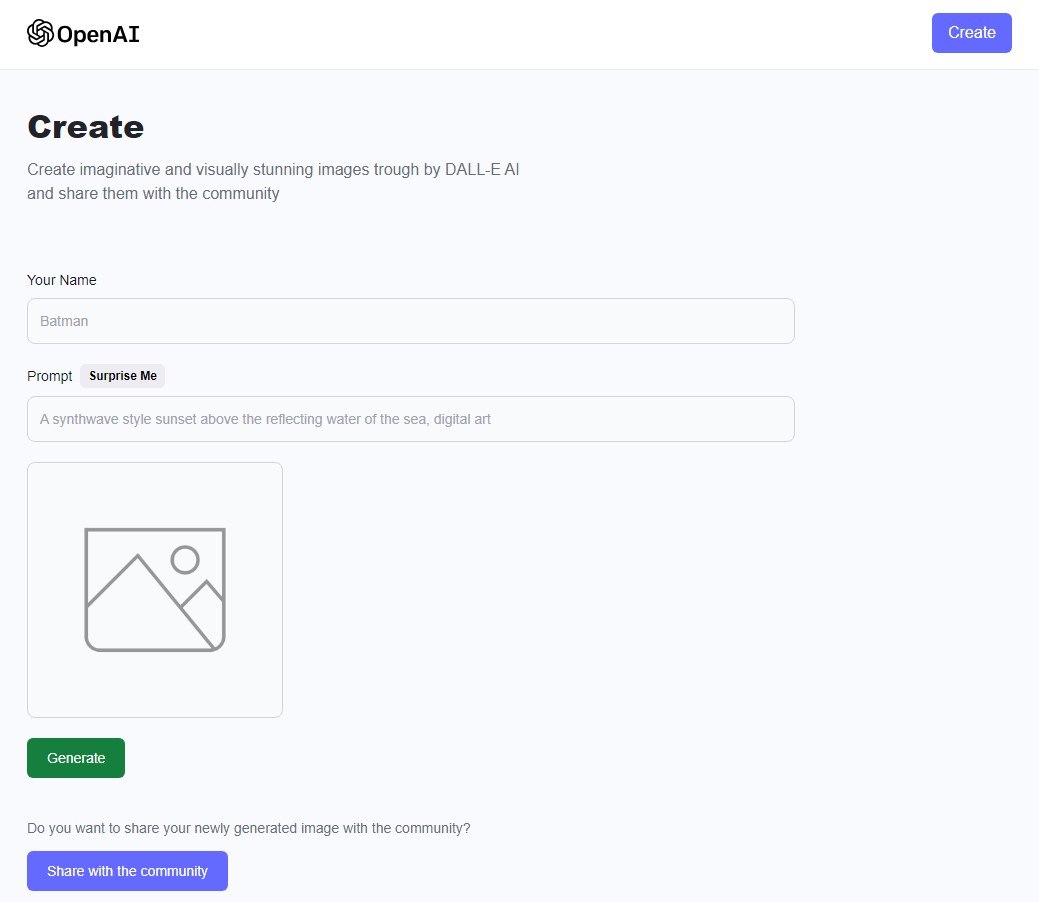 OpenAI
Create
Create
Create imaginative and visually stunning images trough by DALL-E AI
and share them with the community
Your Name
Batman
Prompt Surprise Me
A synthwave style sunset above the reflecting water of the sea, digital art
Generate
Do you want to share your newly generated image with the community?
Share with the community